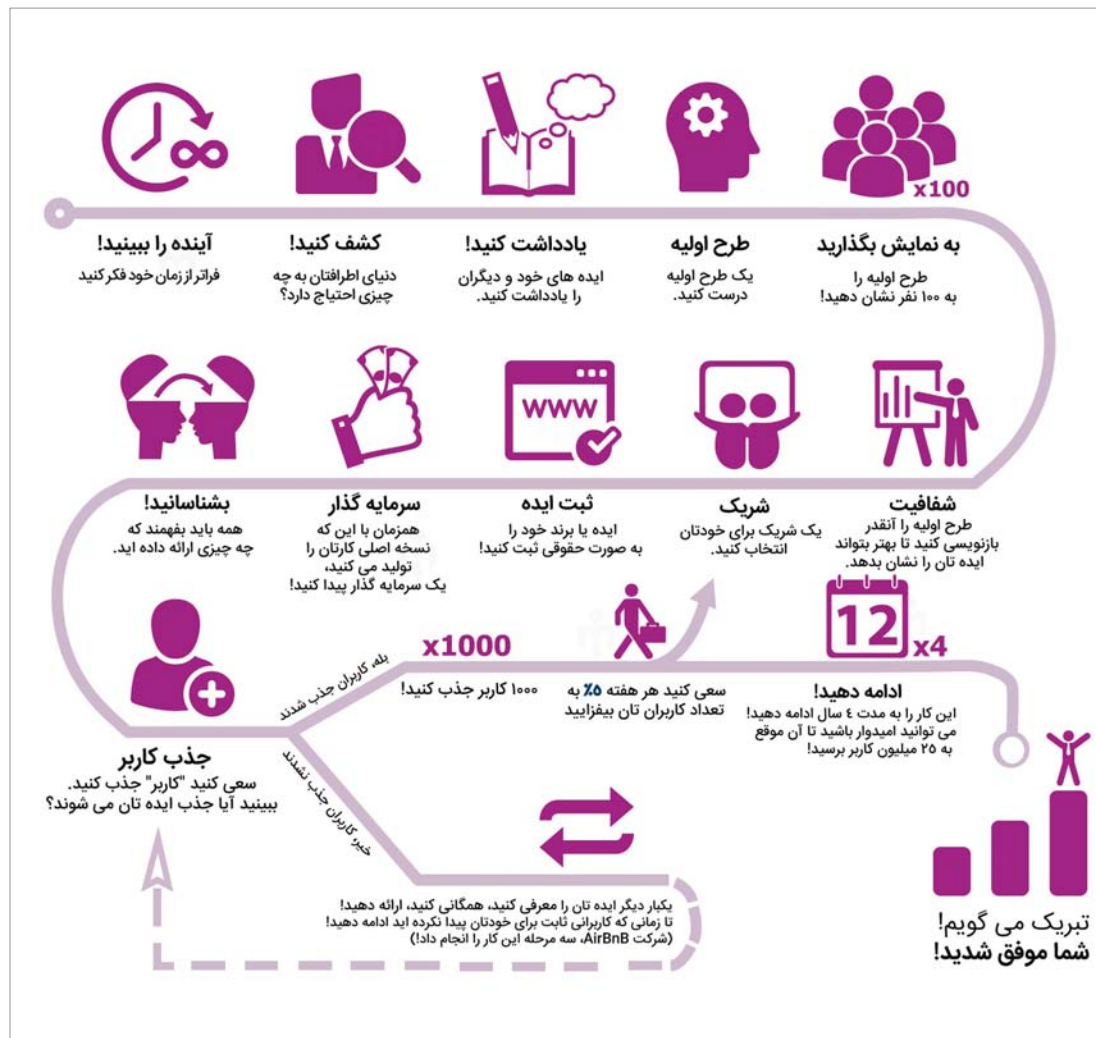 x100
آینده را ببینید!
فراتر از زمان خود فکر کنید
کشف کنید!
دنیای اطرافتان به چه
چیزی احتیاج دارد؟
یادداشت کنید!
ایده های خود و دیگران
را یادداشت کنید.
طرح اولیه
یک طرح اولیه
درست کنید.
به نمایش بگذارید
طرح اولیه را
به ۱۰۰ نفر نشان دهید!
شفافیت
طرح اولیه را آنقدر
بازنویسی کنید تا بهتر بتواند
ایده تان را نشان بدهد.
شریک
یک شریک برای خودتان
انتخاب کنید.
www
ثبت ایده
ایده یا برند خود را
به صورت حقوقی ثبت کنید!
سرمایه گذار
همزمان با این که
نسخه اصلی کارتان را
تولید می کنید،
یک سرمایه گذار پیدا کنید!
بشناسانید!
همه باید بفهمند که
چه چیزی ارائه داده اید.
جذب کاربر
سعی کنید "کاربر" جذب کنید.
ببینید آیا جذب ایده تان می شوند؟
بله، کاربران جذب شدند
x1000
۱۰۰۰ کاربر جذب کنید!
سعی کنید هر هفته ۵٪ به
تعداد کاربران تان بیفزایید
12
x4
ادامه دهید!
این کار را به مدت ٤ سال ادامه دهید!
می توانید امیدوار باشید تا آن موقع
به ۲۵ میلیون کاربر برسید!
خیر، کاربران جذب نشدند
یکبار دیگر ایده تان را معرفی کنید، همگانی کنید، ارائه دهید!
تا زمانی که کاربرانی ثابت برای خودتان پیدا نکرده اید ادامه دهید!
(شرکت AirBnB، سه مرحله این کار را انجام داد!)
تبریک می گویم!
شما موفق شدید!